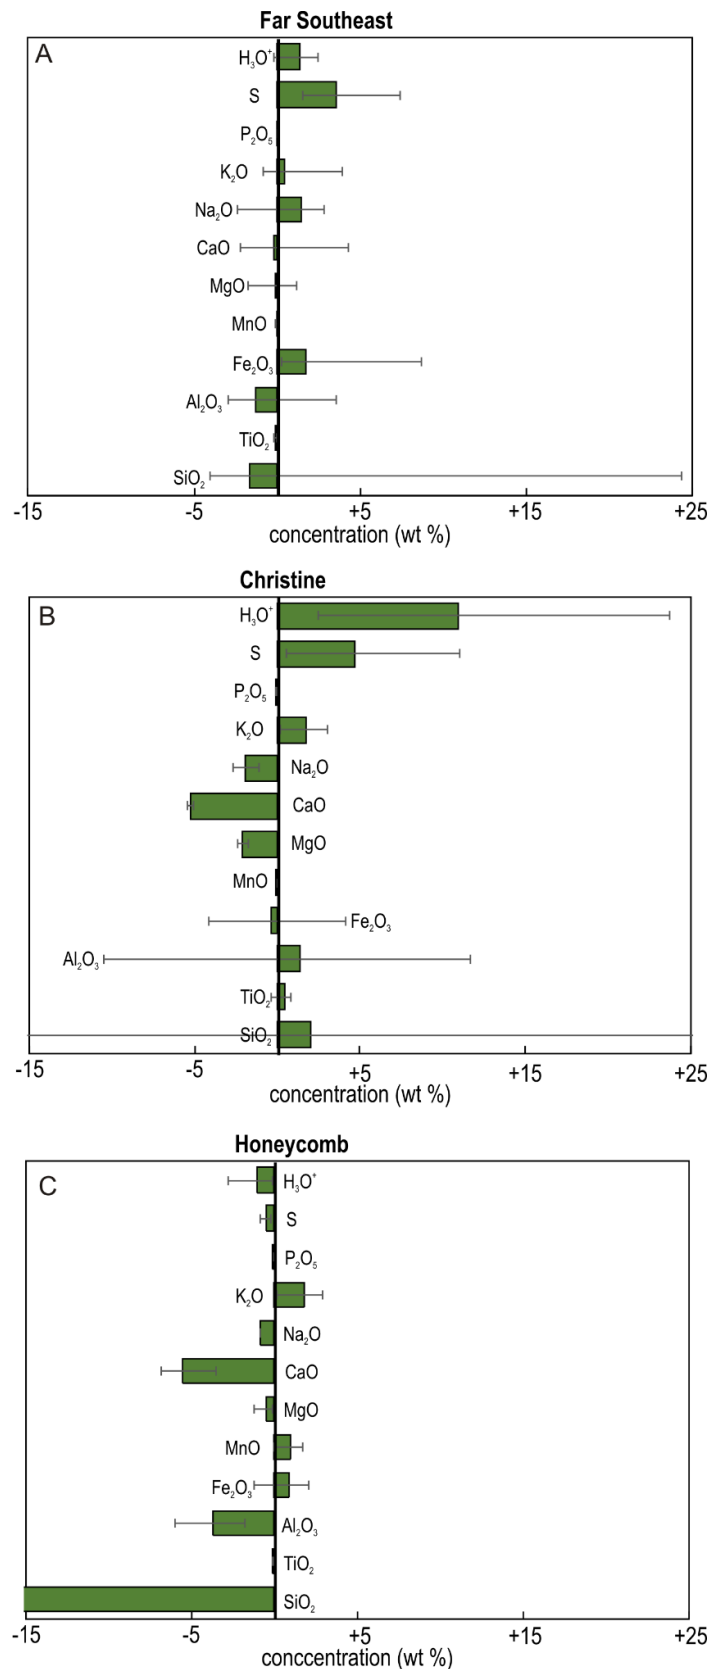 Far Southeast
A
H₃O⁺
S
P₂O₅
K₂O
Na₂O
CaO
MgO
MnO
Fe₂O₃
Al₂O₃
TiO₂
SiO₂
-15 -5 +5 +15 +25
concentration (wt %)
Christine
B
H₃O⁺
S
P₂O₅
K₂O
Na₂O
CaO
MgO
MnO
Fe₂O₃
Al₂O₃
TiO₂
SiO₂
-15 -5 +5 +15 +25
concentration (wt %)
Honeycomb
C
H₃O⁺
S
P₂O₅
K₂O
Na₂O
CaO
MgO
MnO
Fe₂O₃
Al₂O₃
TiO₂
SiO₂
-15 -5 +5 +15 +25
conccentration (wt %)